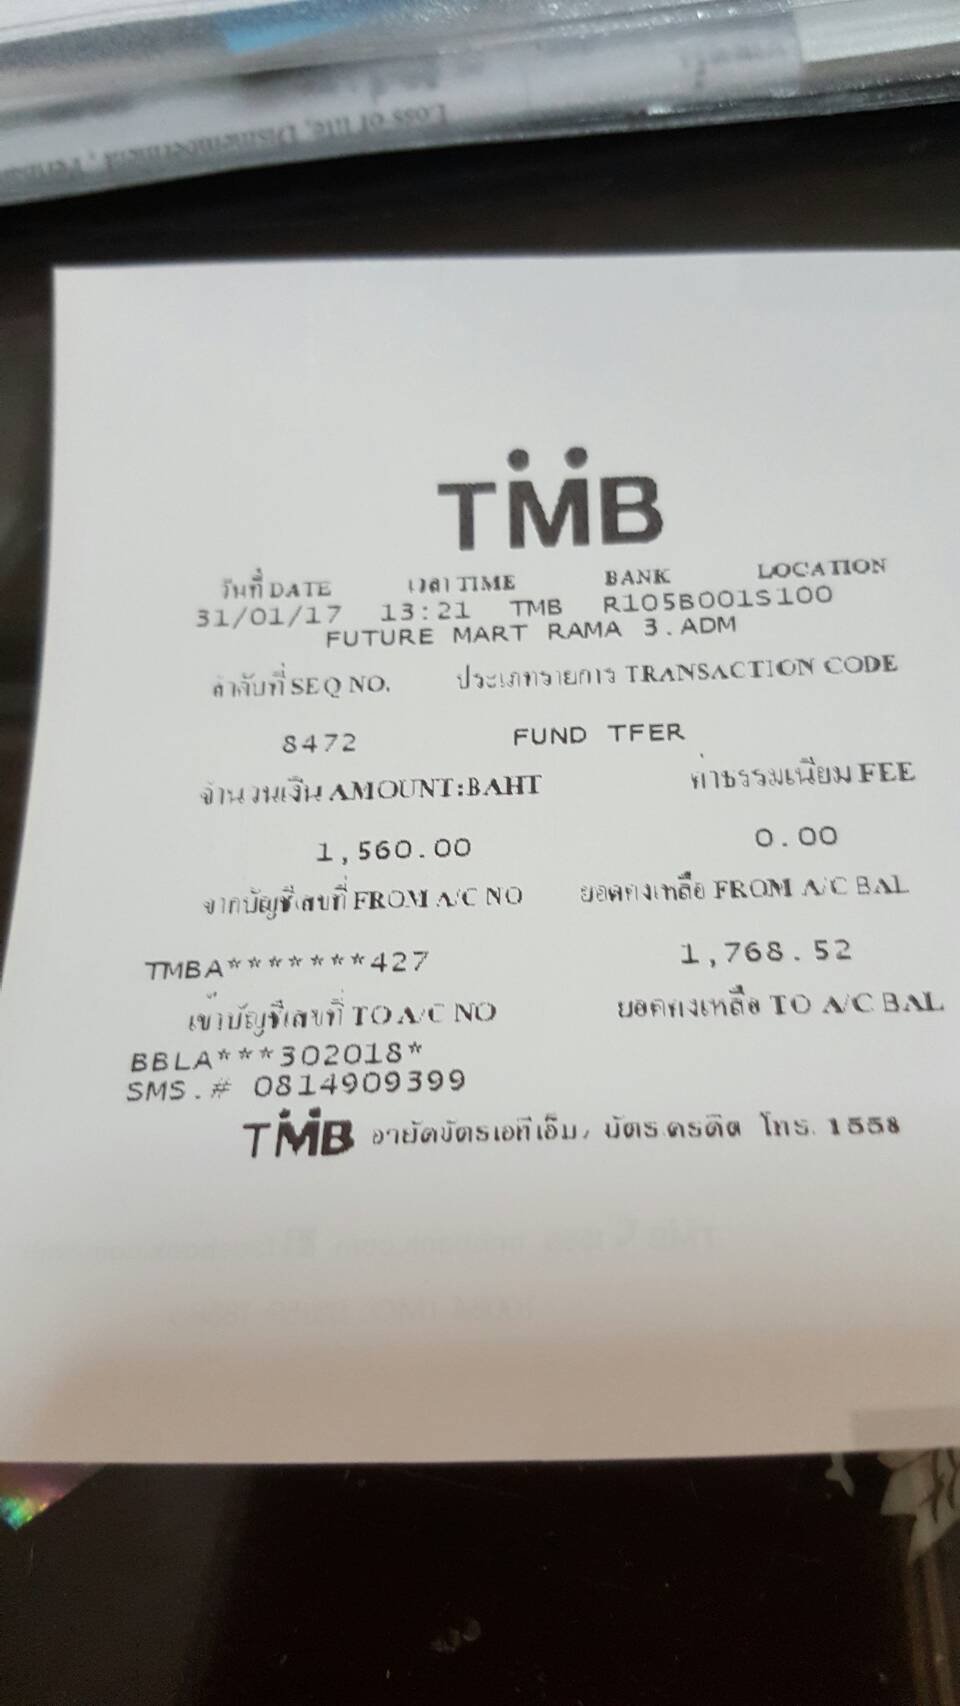 Loss of life, Dismemberment,
TMB
วันที่ DATE เวลา TIME BANK LOCATION
31/01/17 13:21 TMB R105B001S100
FUTURE MART RAMA 3.ADM
ลำดับที่ SEQ NO. ประเภทรายการ TRANSACTION CODE
8472 FUND TFER
จำนวนเงิน AMOUNT:BAHT ค่าธรรมเนียม FEE
1,560.00 0.00
จากบัญชีเลขที่ FROM A/C NO ยอดคงเหลือ FROM A/C BAL
TMBA*******427 1,768.52
เข้าบัญชีเลขที่ TO A/C NO ยอดคงเหลือ TO A/C BAL
BBLA***302018*
SMS.# 0814909399
TMB อายัดบัตรเอทีเอ็ม, บัตรเครดิต โทร. 1558